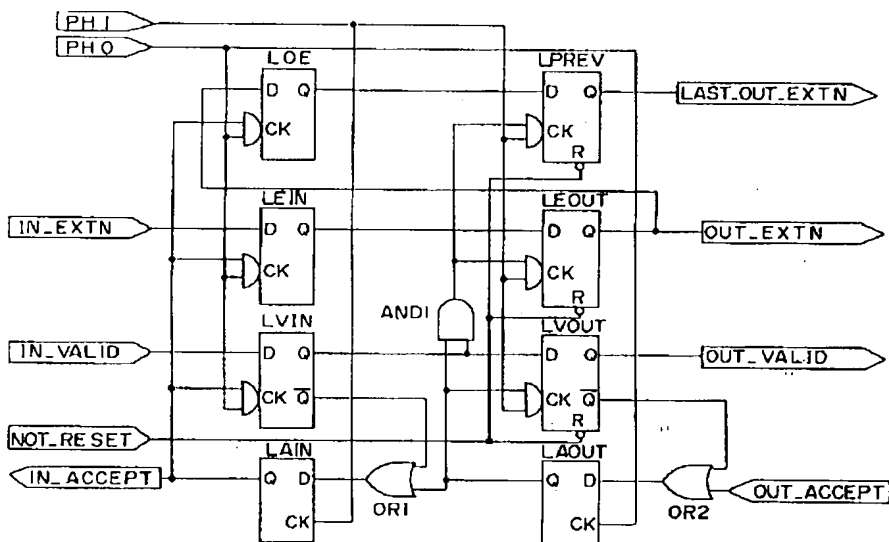 PH1
PH0
LOE
LPREV
D Q
D Q
LAST_OUT_EXTN
CK
CK
R
LEIN
LEOUT
IN_EXTN
D Q
D Q
OUT_EXTN
CK
CK
R
AND1
LVIN
LVOUT
IN_VALID
D Q
D Q
OUT_VALID
CK Q̅
CK Q̅
R
NOT_RESET
LAIN
LAOUT
IN_ACCEPT
Q D
Q D
OUT_ACCEPT
OR1
OR2
CK
CK